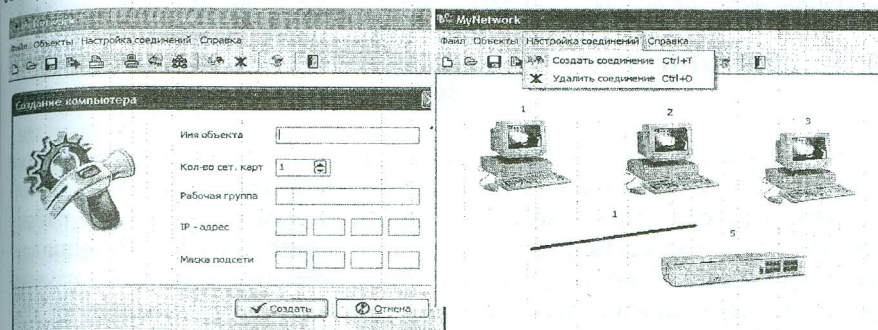 MyNetwork
Файл Объекты Настройка соединений Справка
Создание компьютера
Имя объекта
Кол-во сет. карт 1
Рабочая группа
IP - адрес
Маска подсети
Создать Отмена
MyNetwork
Файл Объекты Настройка соединений Справка
Создать соединение Ctrl+T
Удалить соединение Ctrl+D
1
2
3
1
5